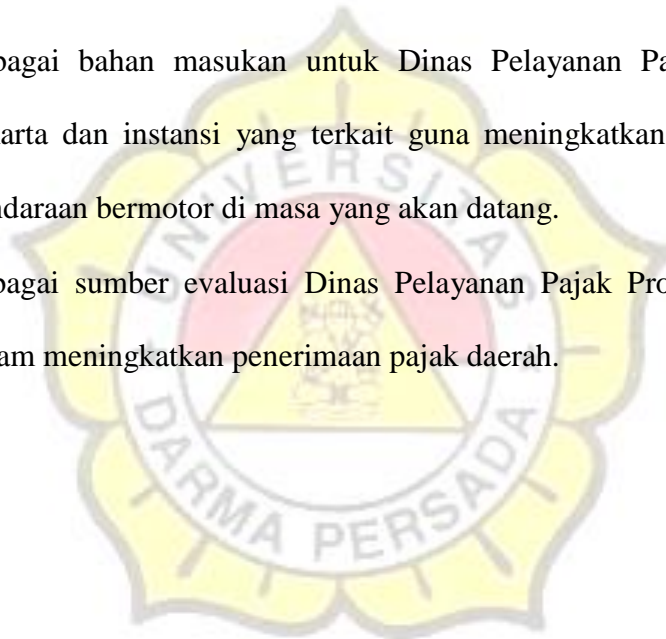 bagai bahan masukan untuk Dinas Pelayanan Pa
arta dan instansi yang terkait guna meningkatkan
ndaraan bermotor di masa yang akan datang.
bagai sumber evaluasi Dinas Pelayanan Pajak Pro
am meningkatkan penerimaan pajak daerah.
UNIVERSITAS
DARMA PERSADA